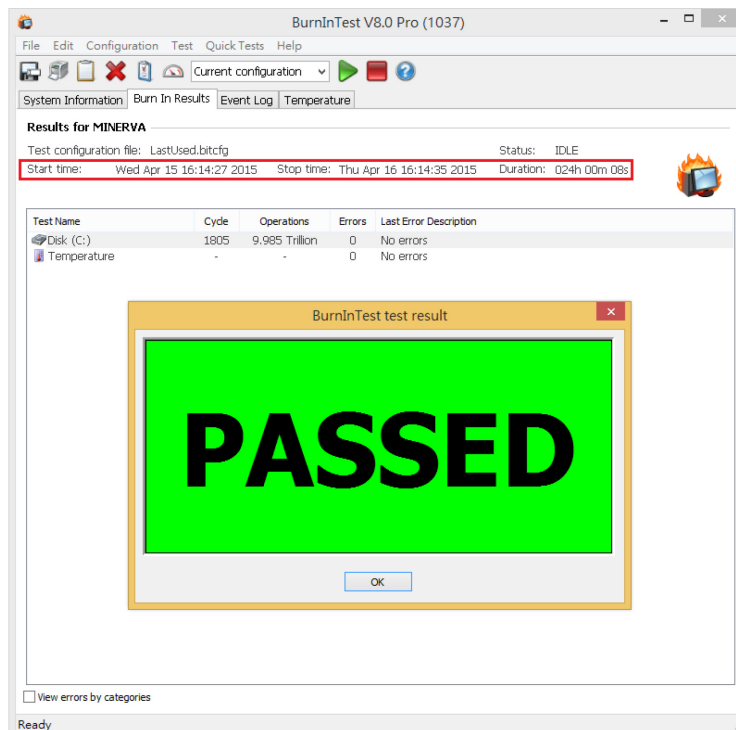 BurnInTest V8.0 Pro (1037)
File Edit Configuration Test Quick Tests Help
Current configuration
System Information Burn In Results Event Log Temperature
Results for MINERVA
Test configuration file: LastUsed.bitcfg Status: IDLE
Start time: Wed Apr 15 16:14:27 2015 Stop time: Thu Apr 16 16:14:35 2015 Duration: 024h 00m 08s
Test Name Cycle Operations Errors Last Error Description
Disk (C:) 1805 9.985 Trillion 0 No errors
Temperature - - 0 No errors
BurnInTest test result
PASSED
OK
View errors by categories
Ready